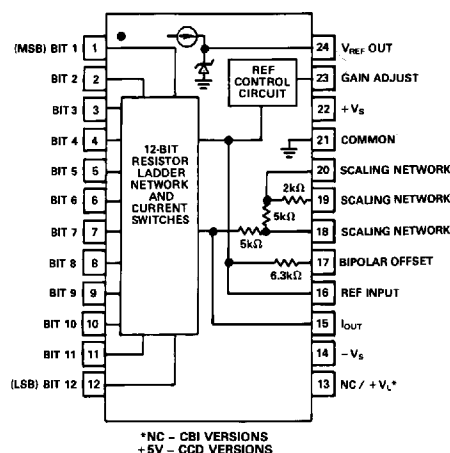 (MSB) BIT 1 1
BIT 2 2
BIT 3 3
BIT 4 4
BIT 5 5
BIT 6 6
BIT 7 7
BIT 8 8
BIT 9 9
BIT 10 10
BIT 11 11
(LSB) BIT 12 12
12-BIT
RESISTOR
LADDER
NETWORK
AND
CURRENT
SWITCHES
REF
CONTROL
CIRCUIT
2kΩ
5kΩ
5kΩ
6.3kΩ
24 VREF OUT
23 GAIN ADJUST
22 +VS
21 COMMON
20 SCALING NETWORK
19 SCALING NETWORK
18 SCALING NETWORK
17 BIPOLAR OFFSET
16 REF INPUT
15 IOUT
14 −VS
13 NC / +VL*
*NC – CBI VERSIONS
+5V – CCD VERSIONS